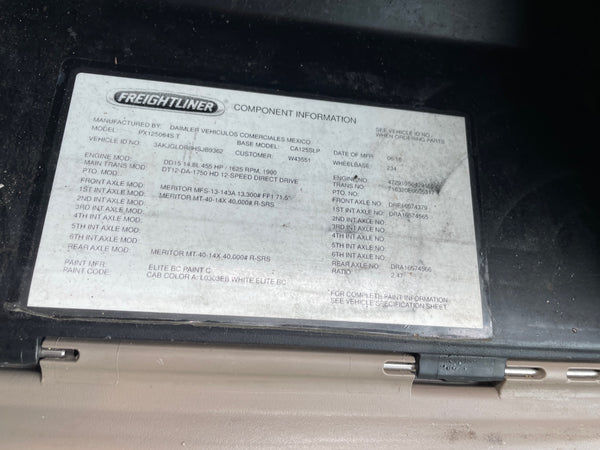 FREIGHTLINER COMPONENT INFORMATION
MANUFACTURED BY: DAIMLER VEHICULOS COMERCIALES MEXICO
SEE VEHICLE ID NO. WHEN ORDERING PARTS
MODEL: PX125064S T BASE MODEL: CA125SLP DATE OF MFR: 06/18
VEHICLE ID NO: CUSTOMER: W43551 WHEELBASE: 234
ENGINE MOD: DD15 14.8L 455 HP / 1625 RPM, 1900 ENGINE NO:
MAIN TRANS MOD: DT12-DA-1750 HD 12-SPEED DIRECT DRIVE TRANS NO:
PTO. MOD: PTO. NO:
FRONT AXLE MOD: MERITOR MFS-13-143A 13,300# FF1 71.5" FRONT AXLE NO:
1ST INT AXLE MOD: MERITOR MT-40-14X 40,000# R-SRS 1ST INT AXLE NO: DRA16574565
2ND INT AXLE MOD: 2ND INT AXLE NO:
3RD INT AXLE MOD: 3RD INT AXLE NO:
4TH INT AXLE MOD: 4TH INT AXLE NO:
5TH INT AXLE MOD: 5TH INT AXLE NO:
6TH INT AXLE MOD: 6TH INT AXLE NO:
REAR AXLE MOD: MERITOR MT-40-14X 40,000# R-SRS REAR AXLE NO: DRA16574566
RATIO 2.47
PAINT MFR: ELITE BC PAINT C
PAINT CODE: CAB COLOR A: L0303EB WHITE ELITE BC
FOR COMPLETE PAINT INFORMATION:
SEE VEHICLE SPECIFICATION SHEET.